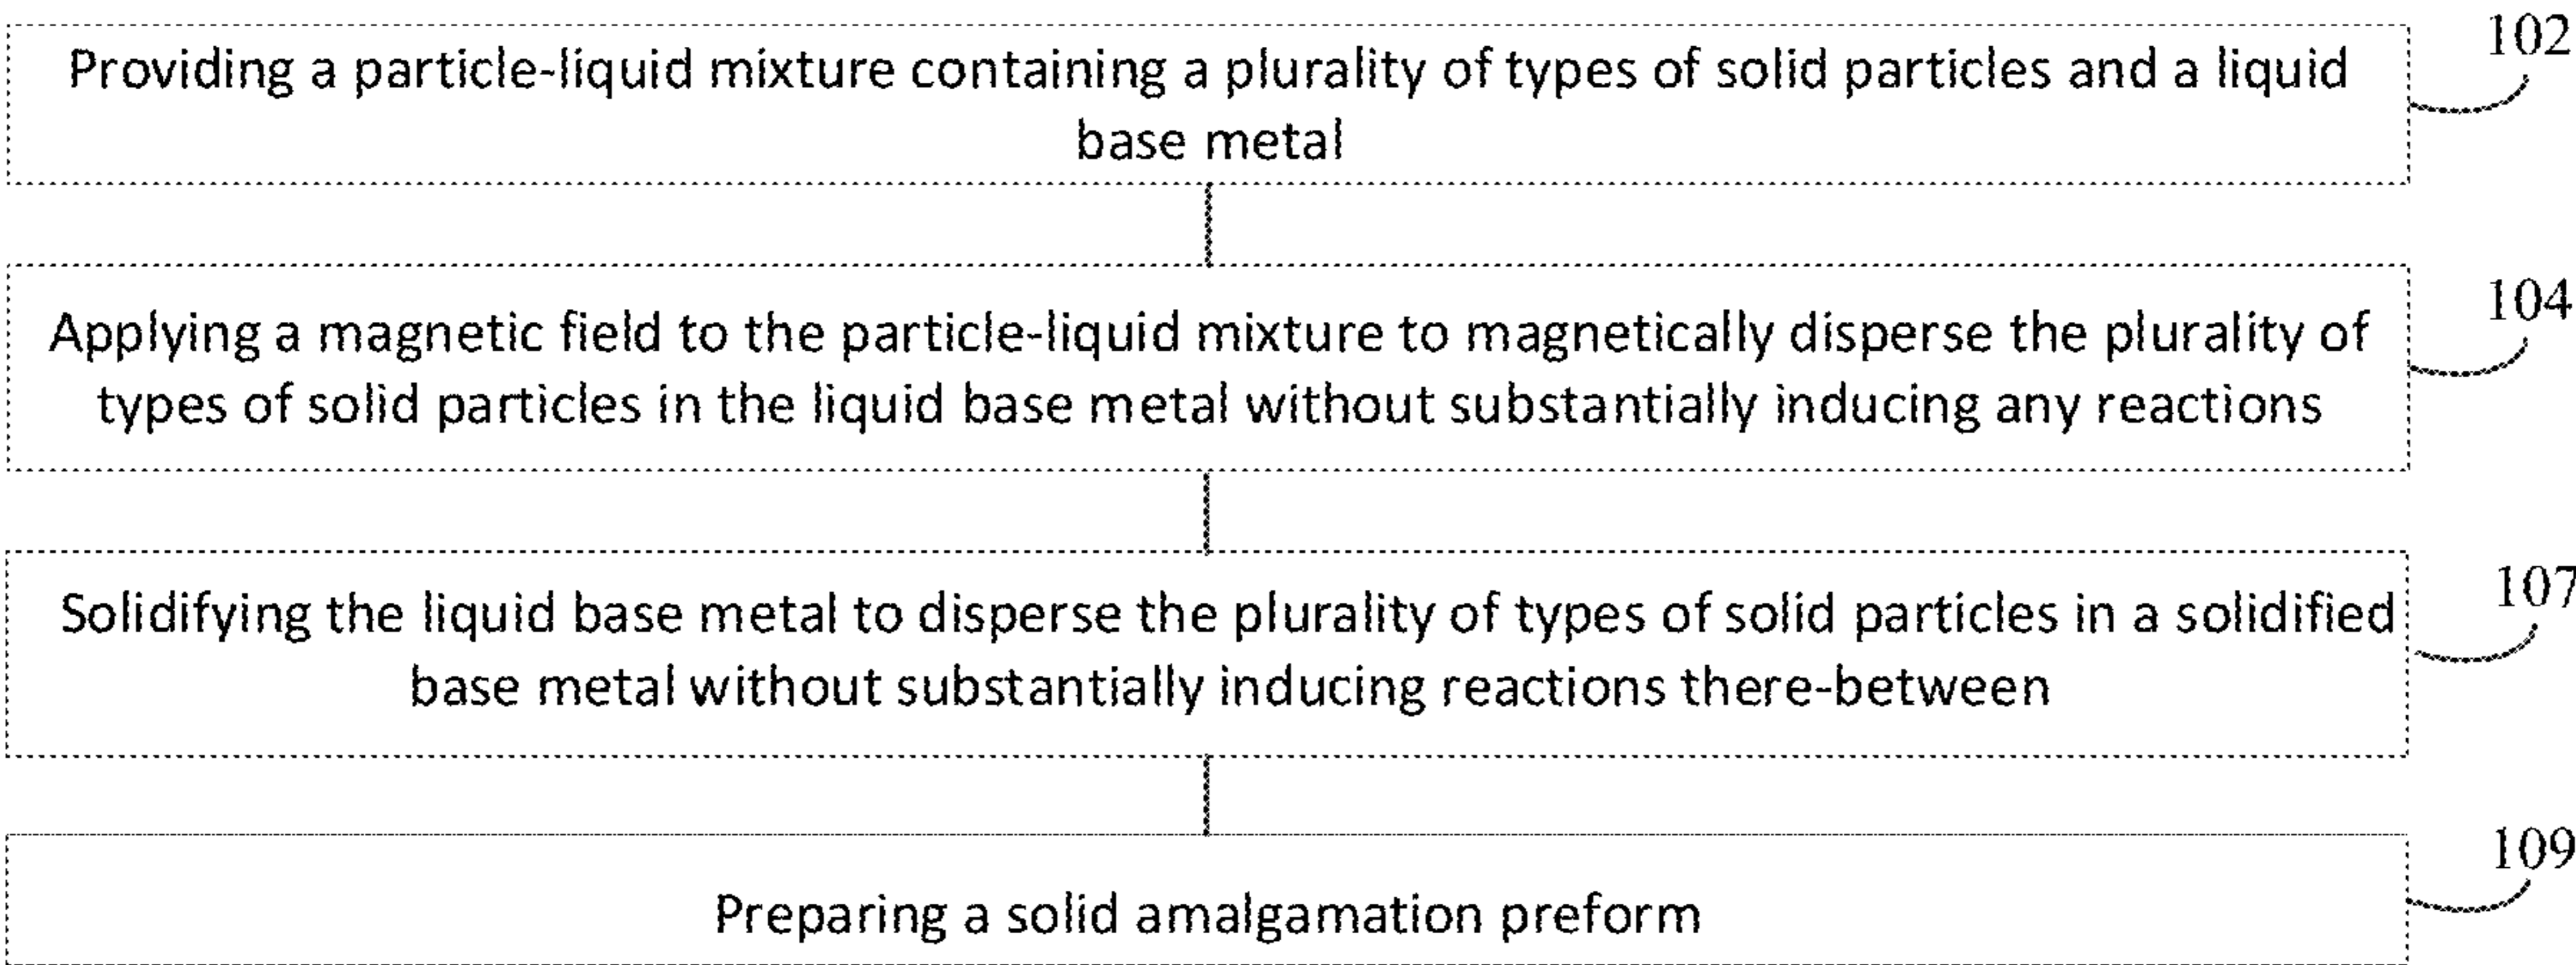 102
Providing a particle-liquid mixture containing a plurality of types of solid particles and a liquid
base metal
104
Applying a magnetic field to the particle-liquid mixture to magnetically disperse the plurality of
types of solid particles in the liquid base metal without substantially inducing any reactions
107
Solidifying the liquid base metal to disperse the plurality of types of solid particles in a solidified
base metal without substantially inducing reactions there-between
109
Preparing a solid amalgamation preform